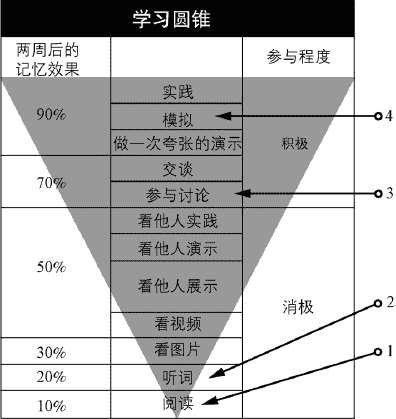 学习圆锥
两周后的
记忆效果
参与程度
90%
实践
模拟
做一次夸张的演示
积极
4
70%
交谈
参与讨论
3
50%
看他人实践
看他人演示
看他人展示
看视频
消极
2
30%
看图片
1
20%
听词
10%
阅读